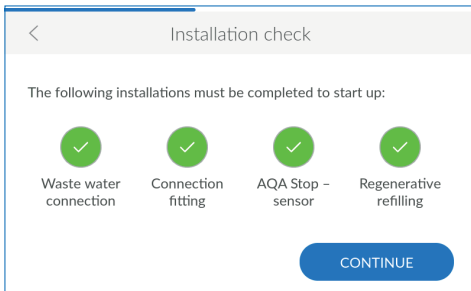 Installation check
The following installations must be completed to start up:
Waste water connection
Connection fitting
AQA Stop – sensor
Regenerative refilling
CONTINUE